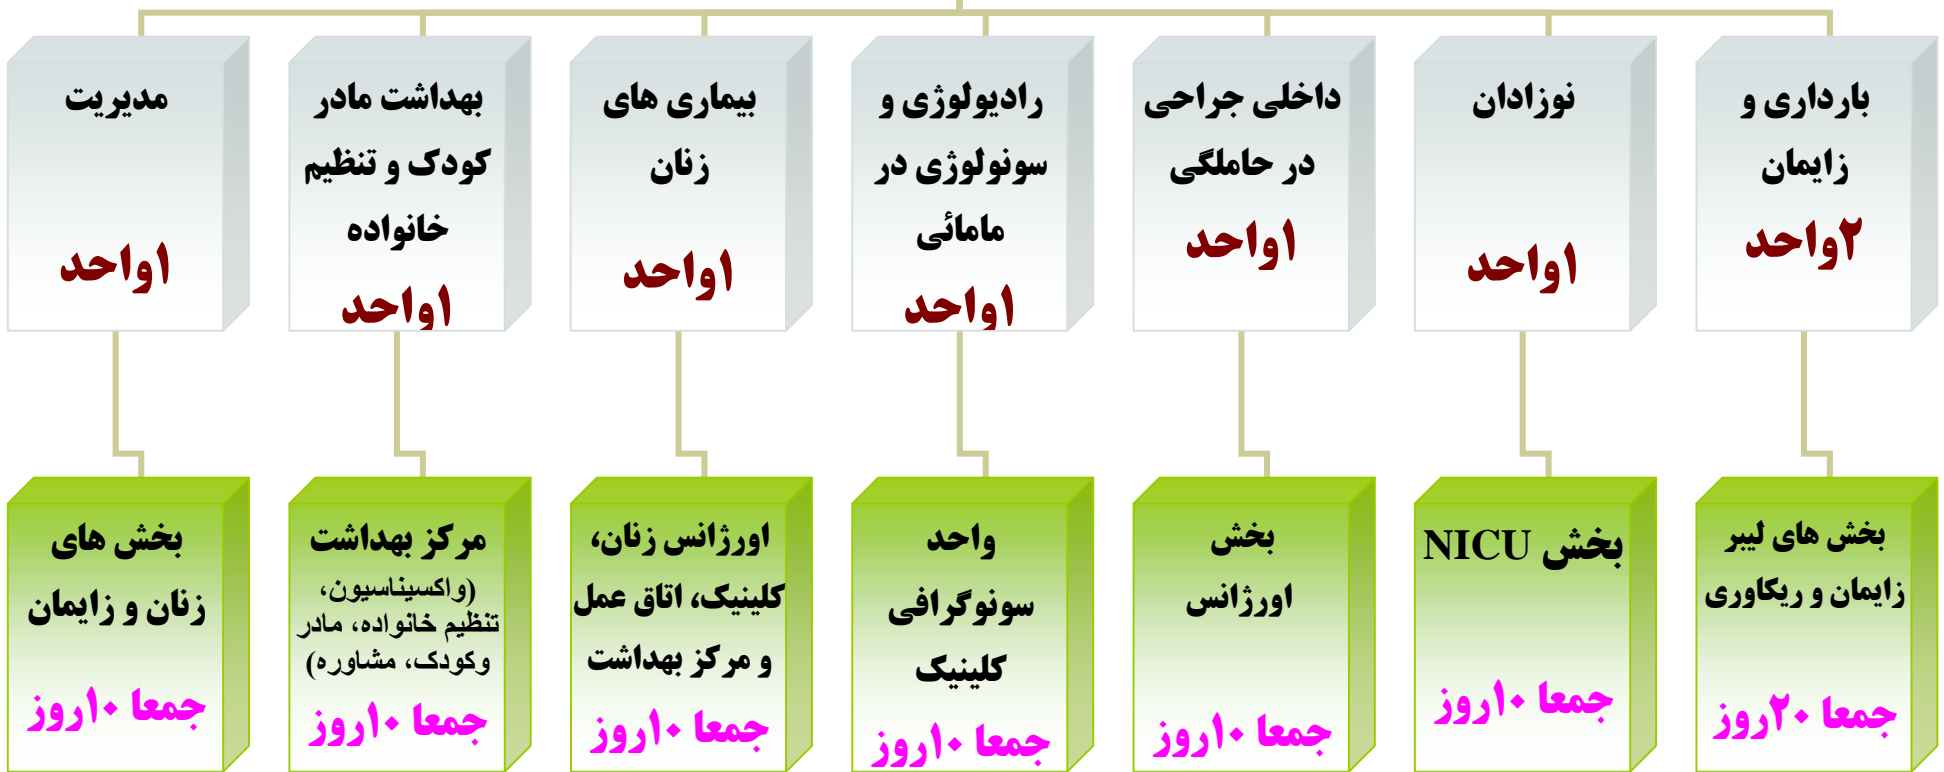 بارداری و
زایمان
۲واحد
نوزادان
۱واحد
داخلی جراحی
در حاملگی
۱واحد
رادیولوژی و
سونولوژی در
مامائی
۱واحد
بیماری های
زنان
۱واحد
بهداشت مادر
کودک و تنظیم
خانواده
۱واحد
مدیریت
۱واحد
بخش های لیبر
زایمان و ریکاوری
جمعا ۲۰روز
بخش NICU
جمعا ۱۰روز
بخش
اورژانس
جمعا ۱۰روز
واحد
سونوگرافی
کلینیک
جمعا ۱۰روز
اورژانس زنان،
کلینیک، اتاق عمل
و مرکز بهداشت
جمعا ۱۰روز
مرکز بهداشت
(واکسیناسیون،
تنظیم خانواده، مادر
وکودک، مشاوره)
جمعا ۱۰روز
بخش های
زنان و زایمان
جمعا ۱۰روز